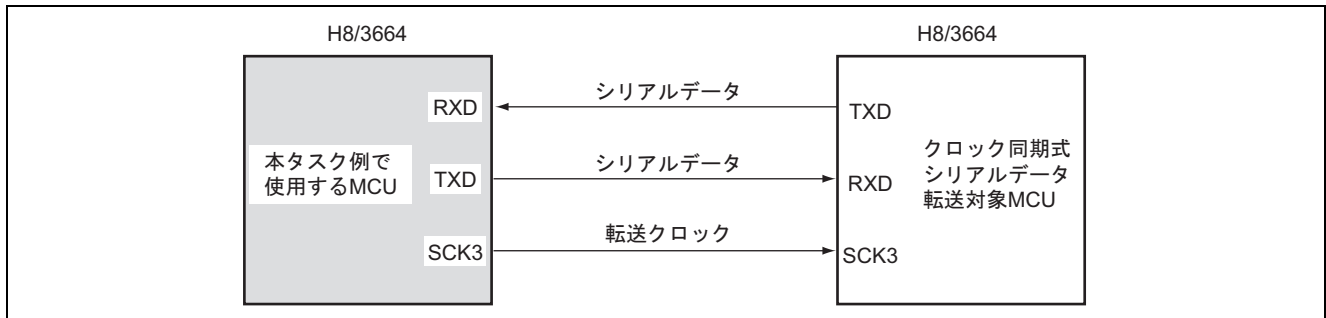 H8/3664
H8/3664
シリアルデータ
RXD
TXD
本タスク例で
使用するMCU
シリアルデータ
TXD
RXD
クロック同期式
シリアルデータ
転送対象MCU
転送クロック
SCK3
SCK3